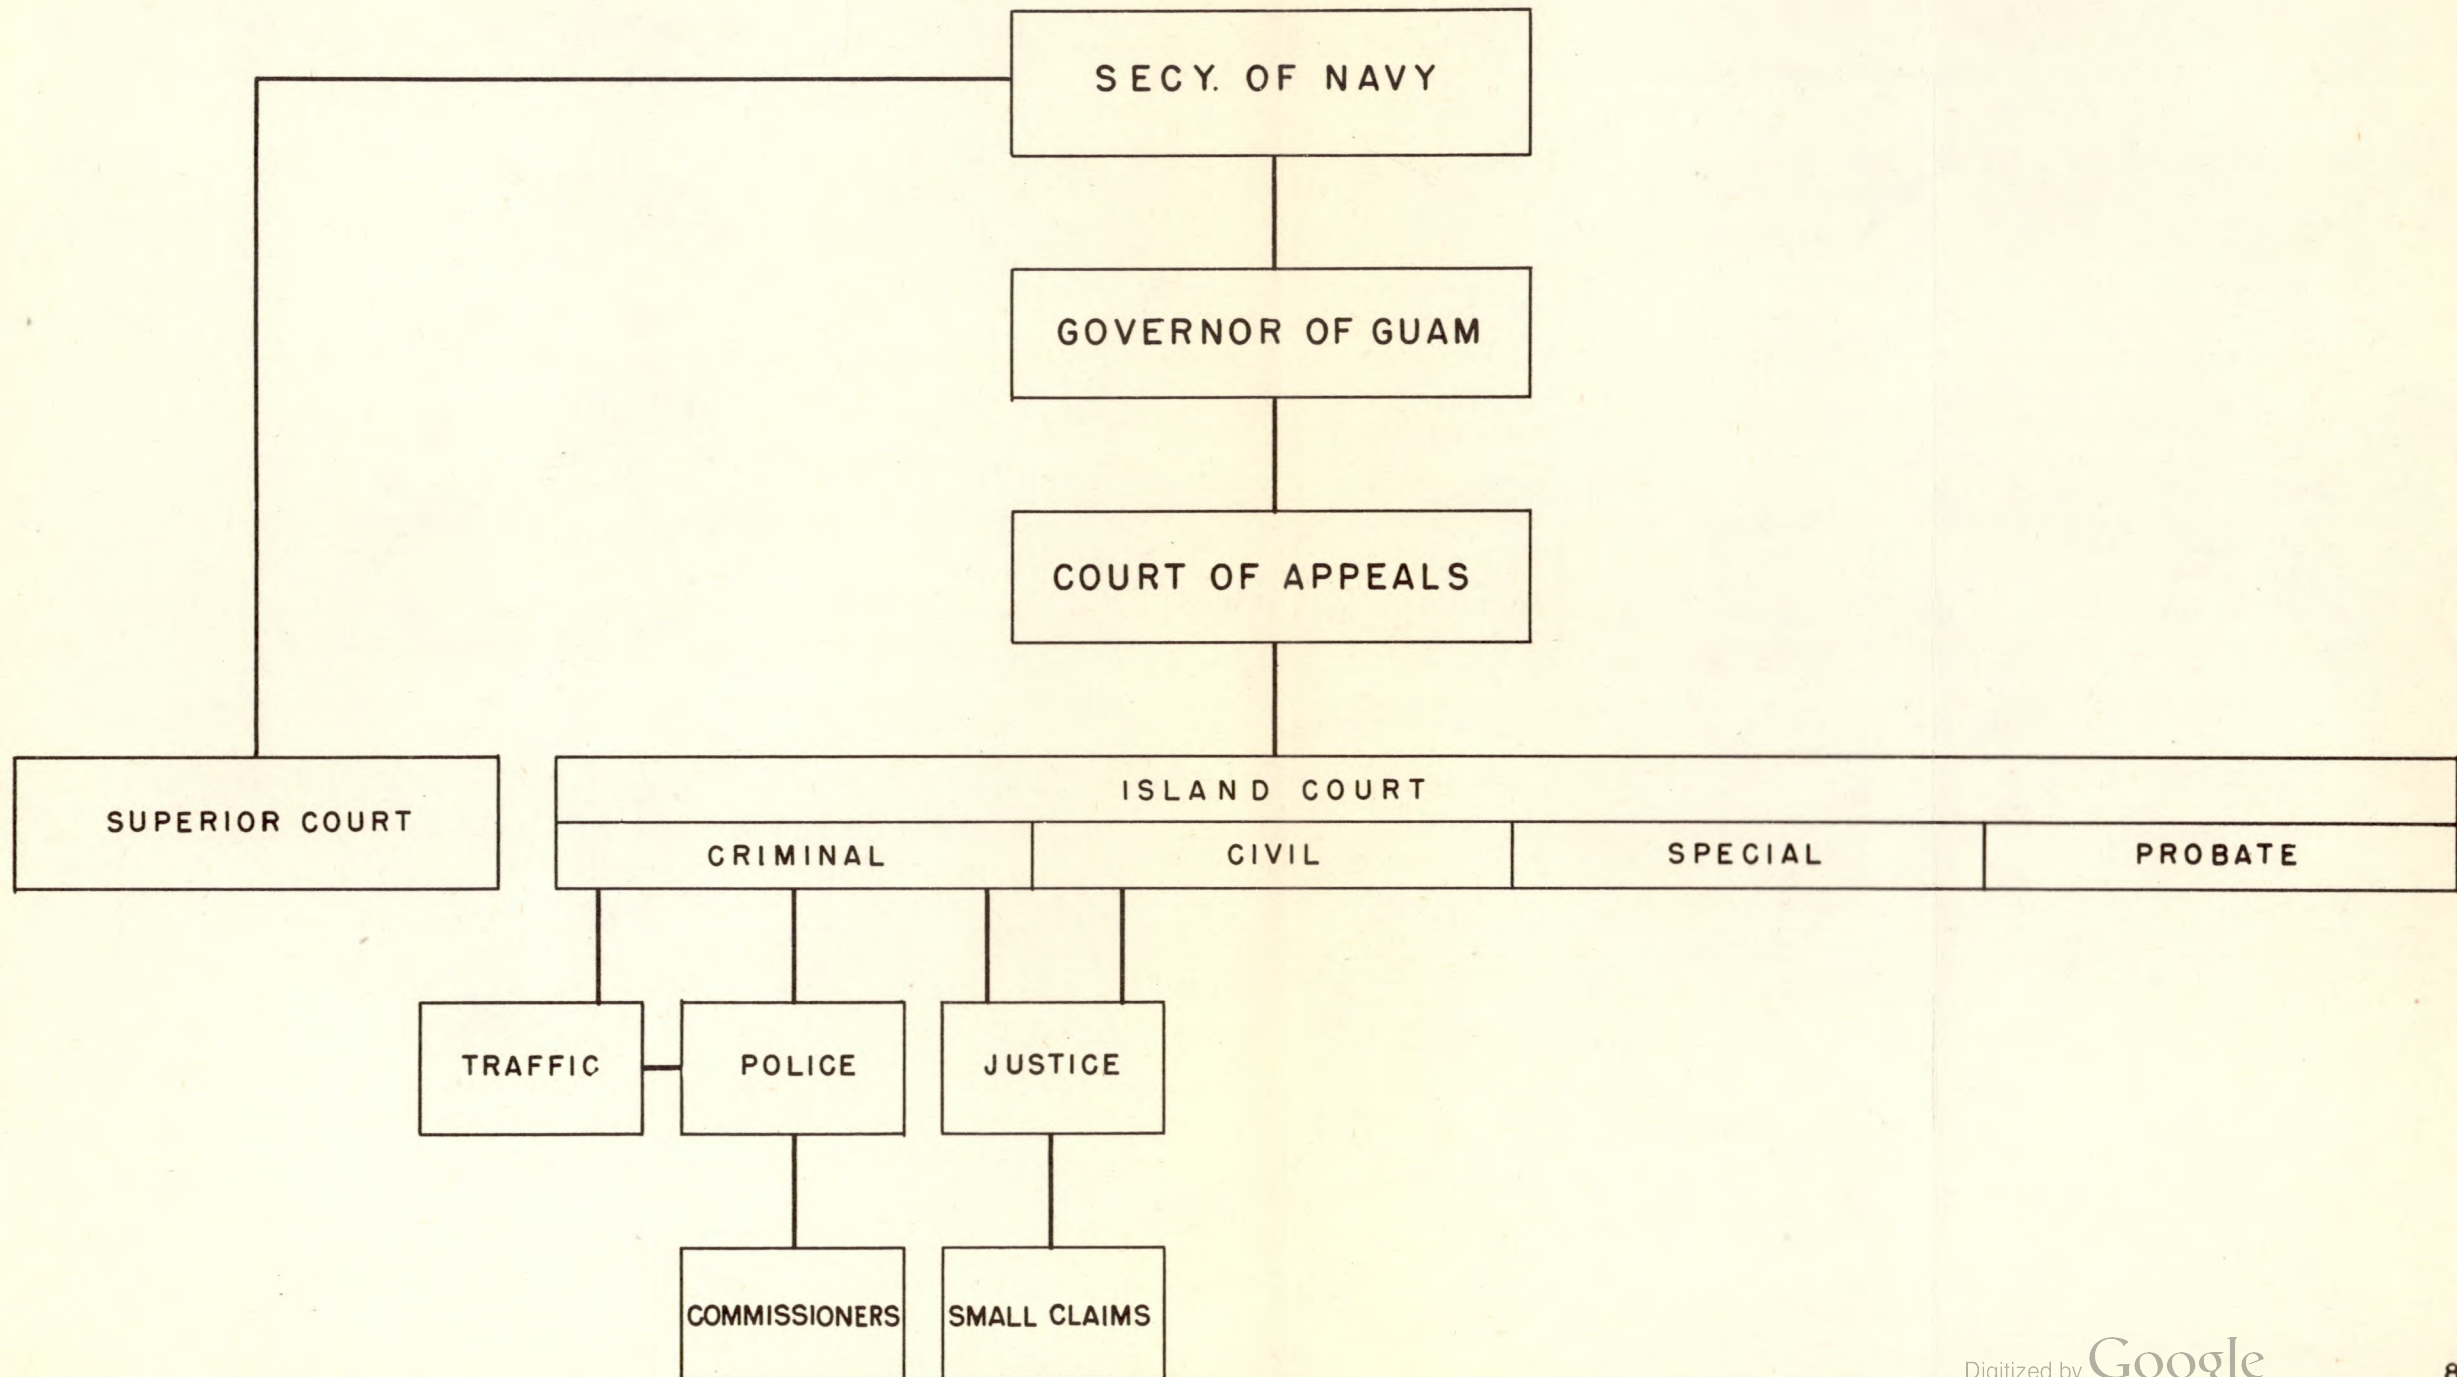 SECY. OF NAVY
GOVERNOR OF GUAM
COURT OF APPEALS
SUPERIOR COURT
ISLAND COURT
CRIMINAL
CIVIL
SPECIAL
PROBATE
TRAFFIC
POLICE
JUSTICE
COMMISSIONERS
SMALL CLAIMS
Digitized by Google